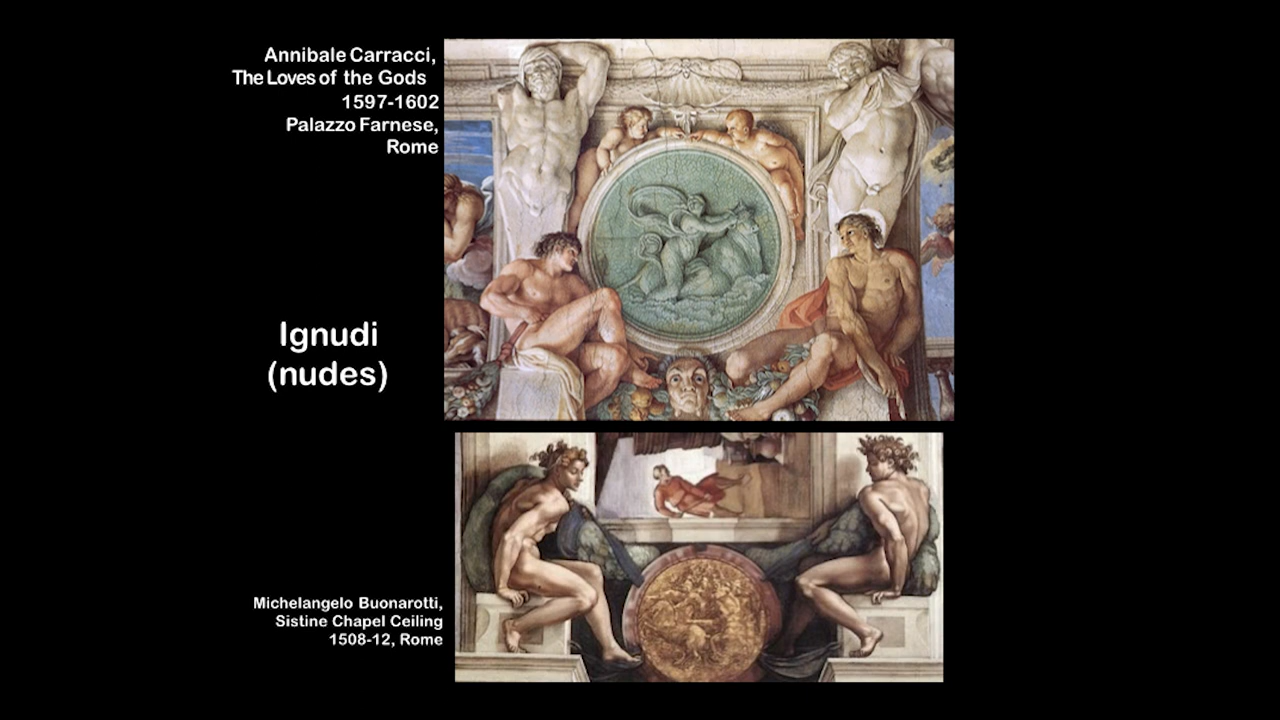 Annibale Carracci,
The Loves of the Gods
1597-1602
Palazzo Farnese,
Rome
Ignudi
(nudes)
Michelangelo Buonarotti,
Sistine Chapel Ceiling
1508-12, Rome